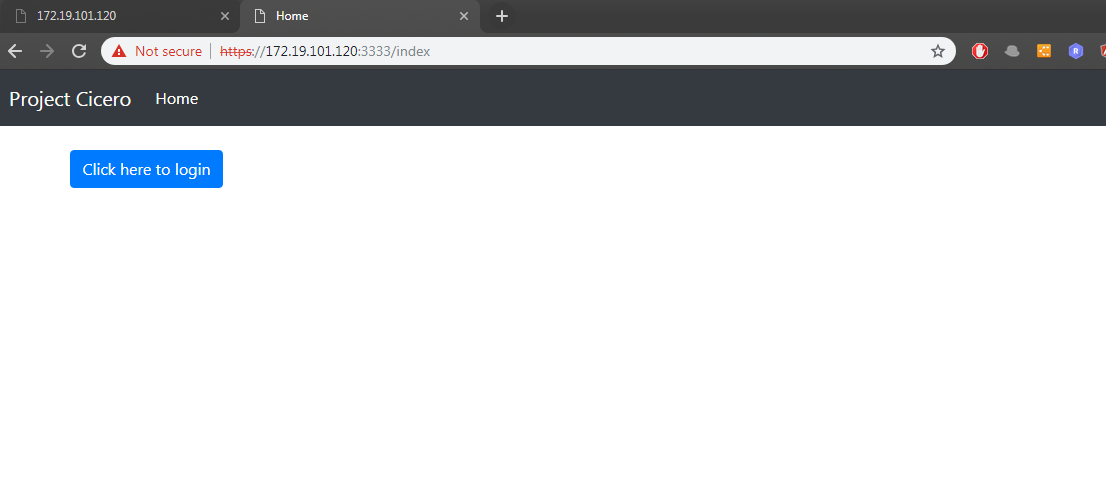 172.19.101.120
Home
Not secure https://172.19.101.120:3333/index
Project Cicero Home
Click here to login